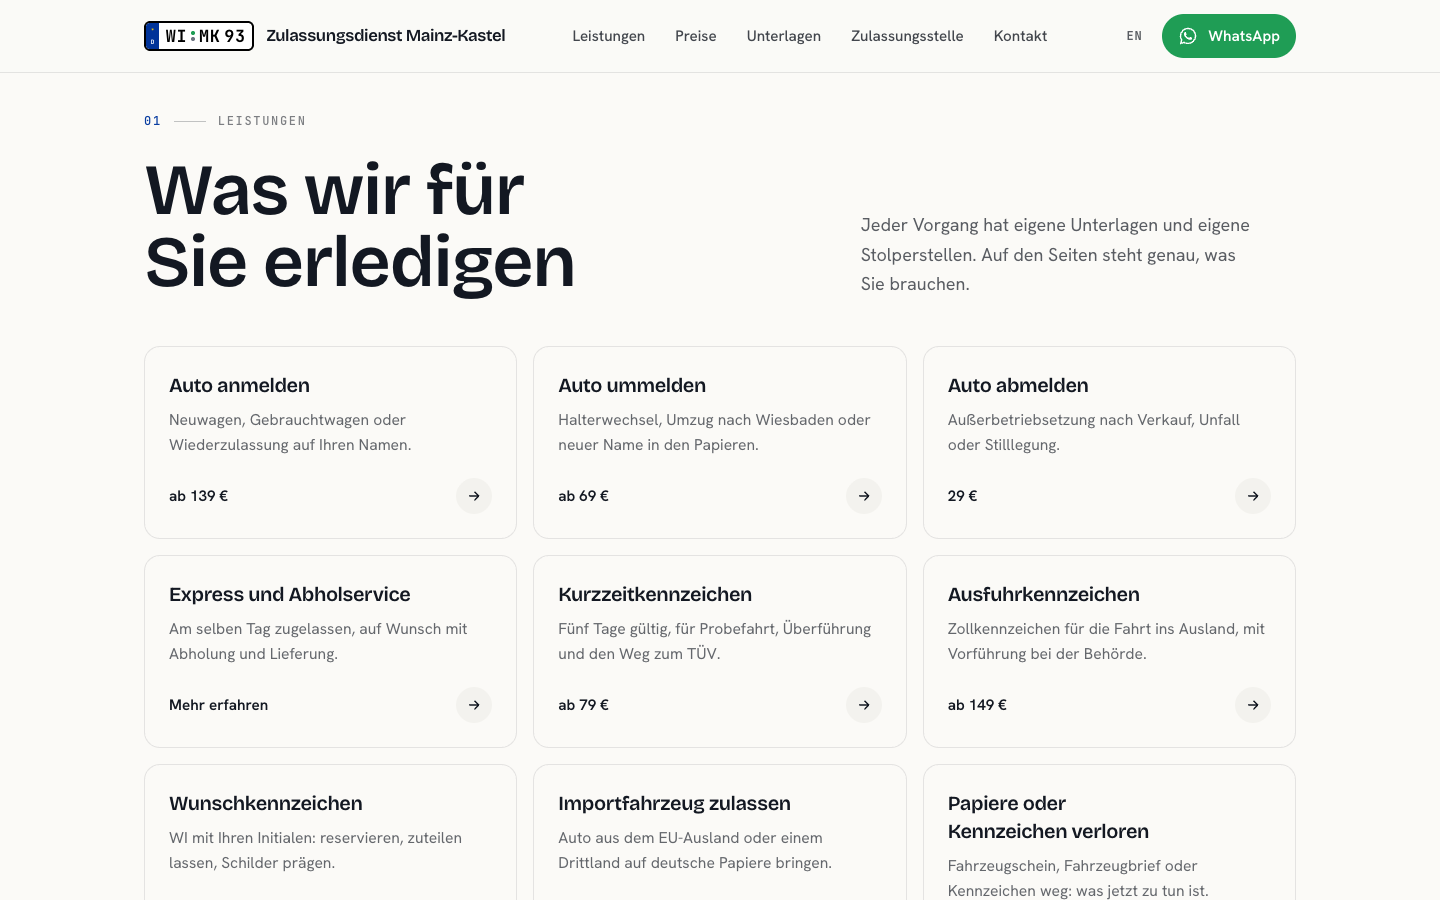 D WI:MK 93 Zulassungsdienst Mainz-Kastel Leistungen Preise Unterlagen Zulassungsstelle Kontakt EN WhatsApp
01 LEISTUNGEN
Was wir für
Sie erledigen
Jeder Vorgang hat eigene Unterlagen und eigene
Stolperstellen. Auf den Seiten steht genau, was
Sie brauchen.
Auto anmelden
Neuwagen, Gebrauchtwagen oder
Wiederzulassung auf Ihren Namen.
ab 139 €
Auto ummelden
Halterwechsel, Umzug nach Wiesbaden oder
neuer Name in den Papieren.
ab 69 €
Auto abmelden
Außerbetriebsetzung nach Verkauf, Unfall
oder Stilllegung.
29 €
Express und Abholservice
Am selben Tag zugelassen, auf Wunsch mit
Abholung und Lieferung.
Mehr erfahren
Kurzzeitkennzeichen
Fünf Tage gültig, für Probefahrt, Überführung
und den Weg zum TÜV.
ab 79 €
Ausfuhrkennzeichen
Zollkennzeichen für die Fahrt ins Ausland, mit
Vorführung bei der Behörde.
ab 149 €
Wunschkennzeichen
WI mit Ihren Initialen: reservieren, zuteilen
lassen, Schilder prägen.
Importfahrzeug zulassen
Auto aus dem EU-Ausland oder einem
Drittland auf deutsche Papiere bringen.
Papiere oder
Kennzeichen verloren
Fahrzeugschein, Fahrzeugbrief oder
Kennzeichen weg: was jetzt zu tun ist.